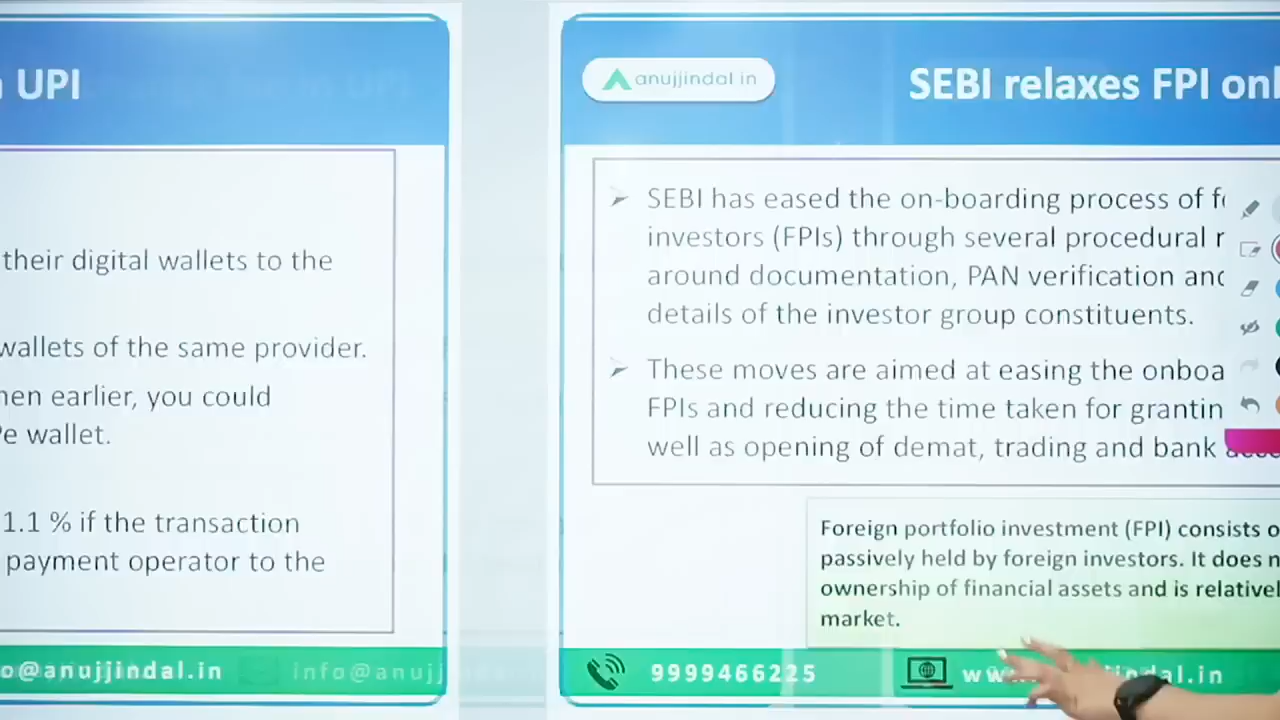 UPI
their digital wallets to the
wallets of the same provider.
earlier, you could
wallet.
1.1 % if the transaction
payment operator to the
o@anujjindal.in
info@anujj
anujjindal.in
SEBI relaxes FPI
SEBI has eased the on-boarding process of
investors (FPIs) through several procedural
around documentation, PAN verification and
details of the investor group constituents.
These moves are aimed at easing the
FPIs and reducing the time taken for
well as opening of demat, trading and bank
Foreign portfolio investment (FPI) consists
passively held by foreign investors. It does
ownership of financial assets and is
market.
9999466225